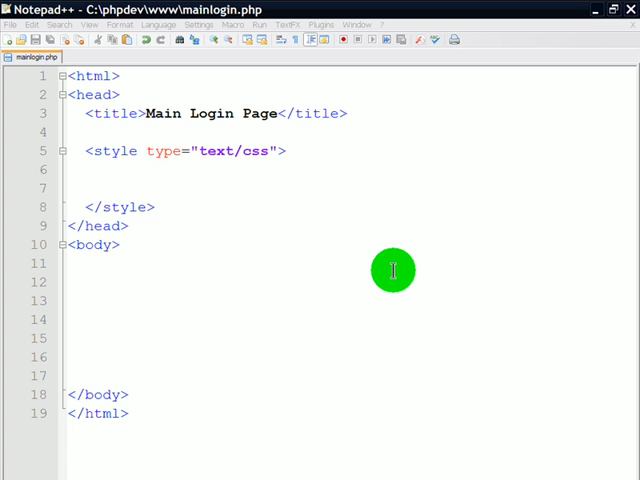 Notepad++ - C:\phpdev\www\mainlogin.php
File Edit Search View Format Language Settings Macro Run TextFX Plugins Window ?
mainlogin.php
1 <html>
2 <head>
3 <title>Main Login Page</title>
4
5 <style type="text/css">
6
7
8 </style>
9 </head>
10 <body>
11
12
13
14
15
16
17
18 </body>
19 </html>